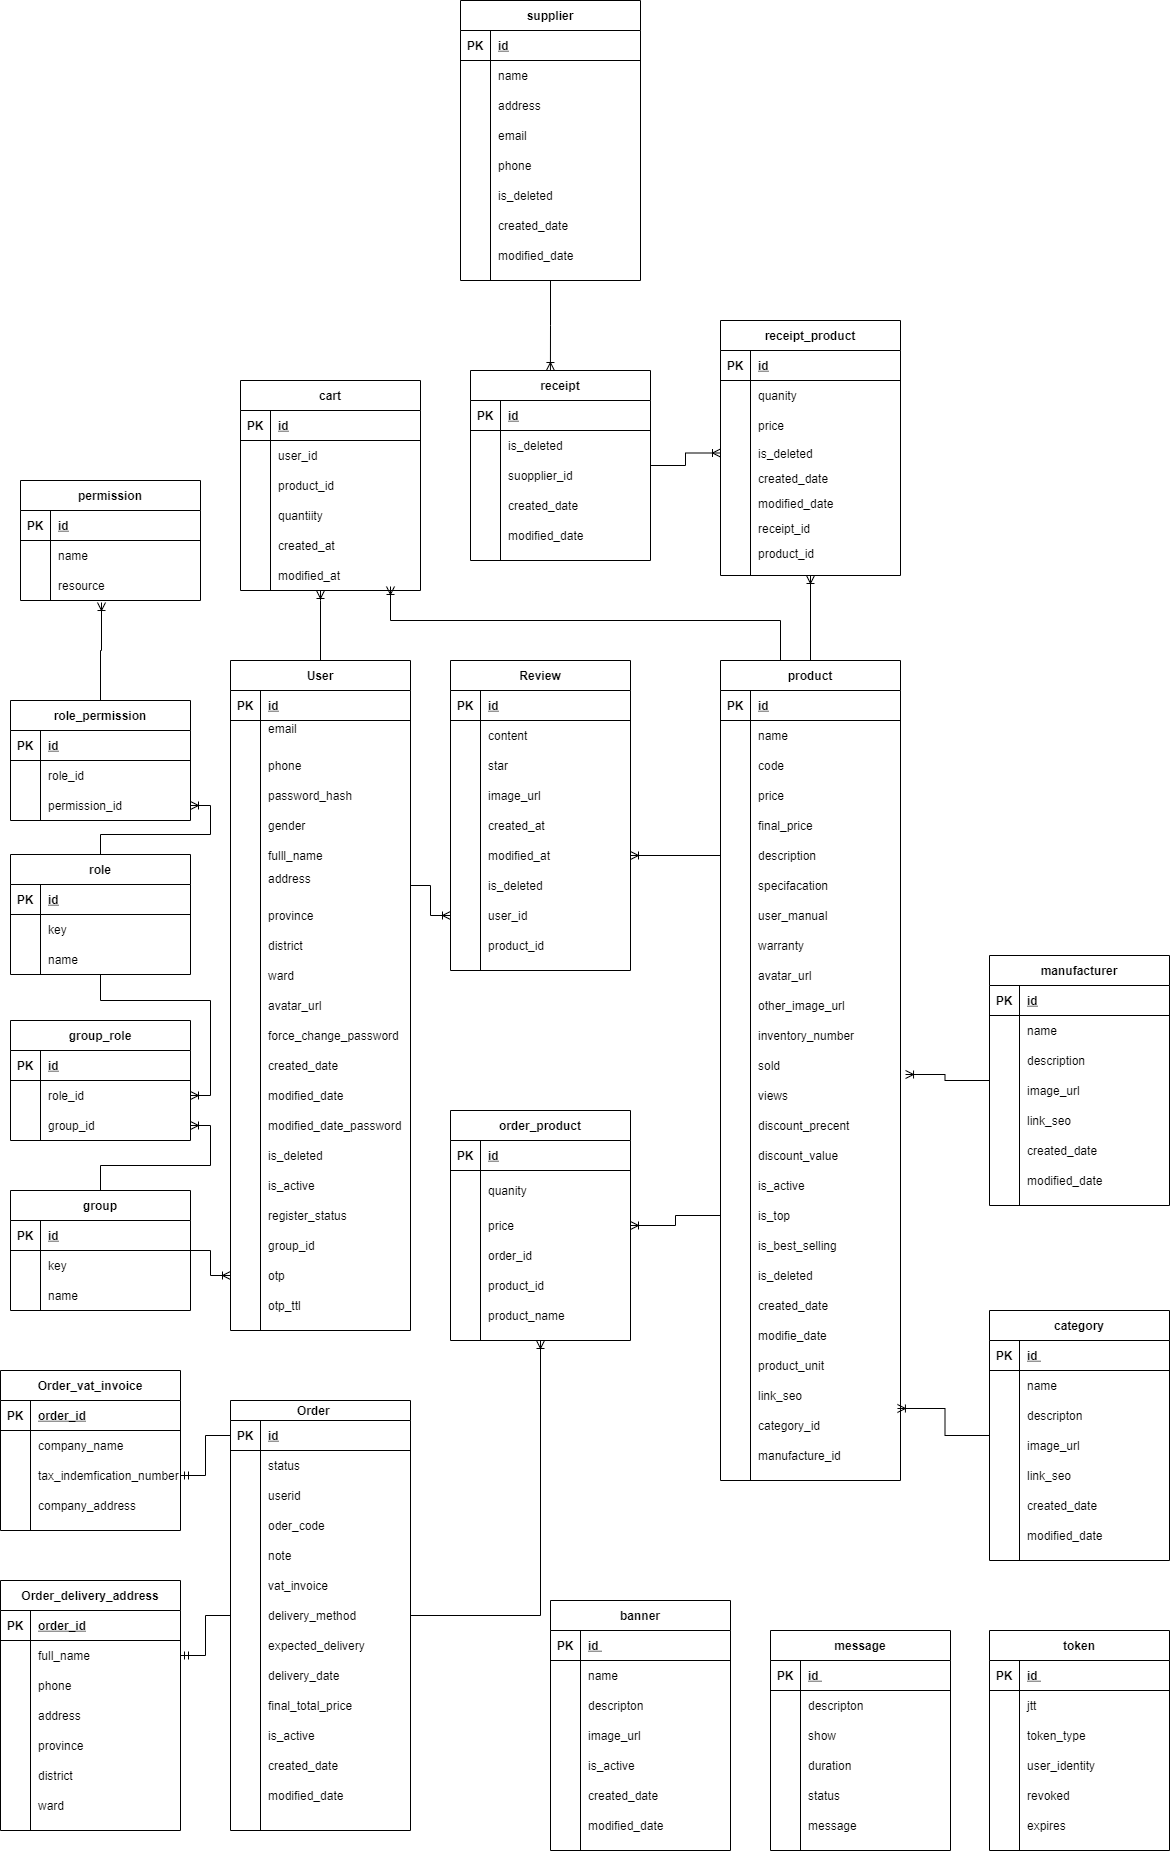 supplier
PK id
name
address
email
phone
is_deleted
created_date
modified_date
receipt_product
PK id
quanity
price
is_deleted
created_date
modified_date
receipt_id
product_id
receipt
PK id
is_deleted
suopplier_id
created_date
modified_date
cart
PK id
user_id
product_id
quantiity
created_at
modified_at
permission
PK id
name
resource
role_permission
PK id
role_id
permission_id
role
PK id
key
name
group_role
PK id
role_id
group_id
group
PK id
key
name
User
PK id
email
phone
password_hash
gender
fulll_name
address
province
district
ward
avatar_url
force_change_password
created_date
modified_date
modified_date_password
is_deleted
is_active
register_status
group_id
otp
otp_ttl
Review
PK id
content
star
image_url
created_at
modified_at
is_deleted
user_id
product_id
product
PK id
name
code
price
final_price
description
specifacation
user_manual
warranty
avatar_url
other_image_url
inventory_number
sold
views
discount_precent
discount_value
is_active
is_top
is_best_selling
is_deleted
created_date
modifie_date
product_unit
link_seo
category_id
manufacture_id
manufacturer
PK id
name
description
image_url
link_seo
created_date
modified_date
order_product
PK id
quanity
price
order_id
product_id
product_name
category
PK id
name
descripton
image_url
link_seo
created_date
modified_date
Order_vat_invoice
PK order_id
company_name
tax_indemfication_number
company_address
Order
PK id
status
userid
oder_code
note
vat_invoice
delivery_method
expected_delivery
delivery_date
final_total_price
is_active
created_date
modified_date
Order_delivery_address
PK order_id
full_name
phone
address
province
district
ward
banner
PK id
name
descripton
image_url
is_active
created_date
modified_date
message
PK id
descripton
show
duration
status
message
token
PK id
jtt
token_type
user_identity
revoked
expires